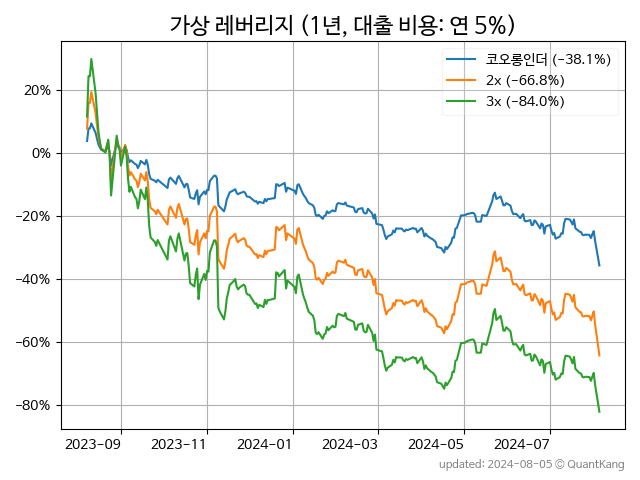 가상 레버리지 (1년, 대출 비용: 연 5%)
코오롱인더 (−38.1%)
2x (−66.8%)
3x (−84.0%)
20%
0%
−20%
−40%
−60%
−80%
2023-09 2023-11 2024-01 2024-03 2024-05 2024-07
updated: 2024-08-05 © QuantKang